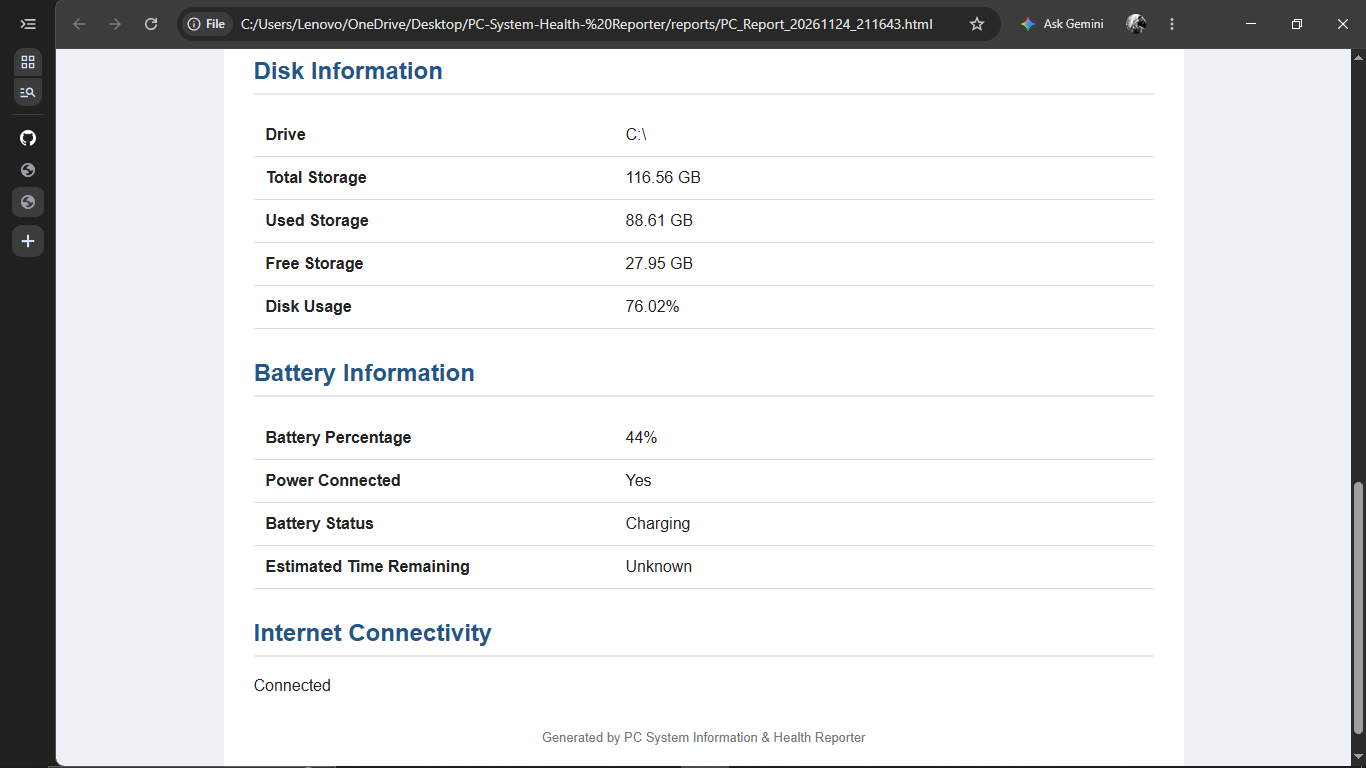 File
C:/Users/Lenovo/OneDrive/Desktop/PC-System-Health-%20Reporter/reports/PC_Report_20261124_211643.html
Ask Gemini
Disk Information
Drive C:\
Total Storage 116.56 GB
Used Storage 88.61 GB
Free Storage 27.95 GB
Disk Usage 76.02%
Battery Information
Battery Percentage 44%
Power Connected Yes
Battery Status Charging
Estimated Time Remaining Unknown
Internet Connectivity
Connected
Generated by PC System Information & Health Reporter